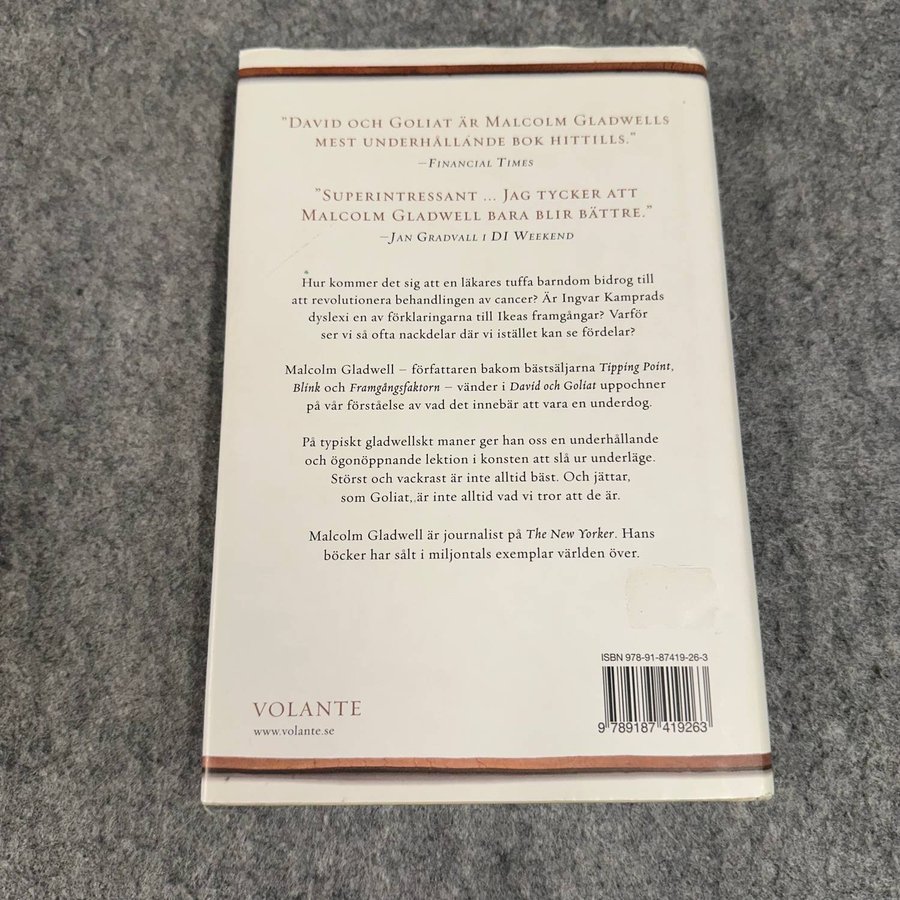 "David och Goliat är Malcolm Gladwells
mest underhållande bok hittills."
–Financial Times
"Superintressant ... Jag tycker att
Malcolm Gladwell bara blir bättre."
–Jan Gradvall i DI Weekend
Hur kommer det sig att en läkares tuffa barndom bidrog till
att revolutionera behandlingen av cancer? Är Ingvar Kamprads
dyslexi en av förklaringarna till Ikeas framgångar? Varför
ser vi så ofta nackdelar där vi istället kan se fördelar?
Malcolm Gladwell – författaren bakom bästsäljarna Tipping Point,
Blink och Framgångsfaktorn – vänder i David och Goliat uppochner
på vår förståelse av vad det innebär att vara en underdog.
På typiskt gladwellskt maner ger han oss en underhållande
och ögonöppnande lektion i konsten att slå ur underläge.
Störst och vackrast är inte alltid bäst. Och jättar,
som Goliat, är inte alltid vad vi tror att de är.
Malcolm Gladwell är journalist på The New Yorker. Hans
böcker har sålt i miljontals exemplar världen över.
ISBN 978-91-87419-26-3
9 789187 419263
VOLANTE
www.volante.se